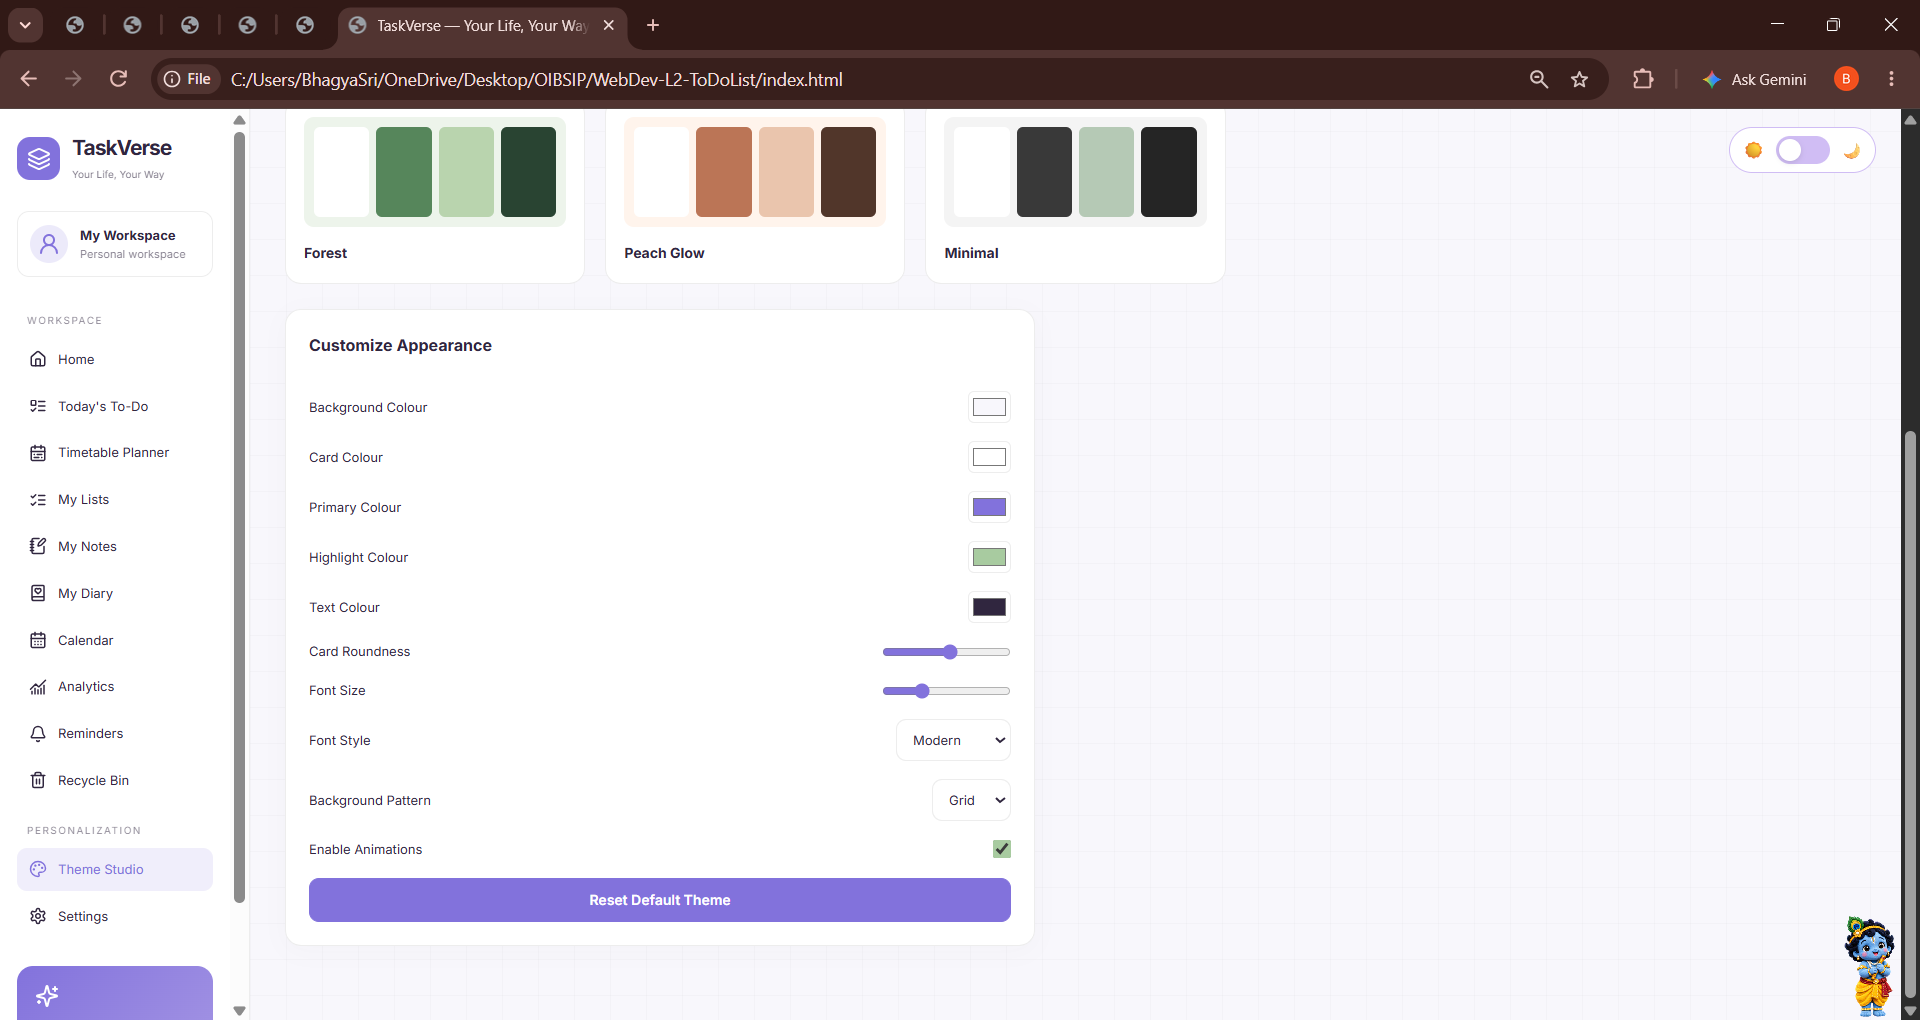 TaskVerse — Your Life, Your Way
File
C:/Users/BhagyaSri/OneDrive/Desktop/OIBSIP/WebDev-L2-ToDoList/index.html
Ask Gemini
B
TaskVerse
Your Life, Your Way
My Workspace
Personal workspace
WORKSPACE
Home
Today's To-Do
Timetable Planner
My Lists
My Notes
My Diary
Calendar
Analytics
Reminders
Recycle Bin
PERSONALIZATION
Theme Studio
Settings
Forest
Peach Glow
Minimal
Customize Appearance
Background Colour
Card Colour
Primary Colour
Highlight Colour
Text Colour
Card Roundness
Font Size
Font Style
Modern
Background Pattern
Grid
Enable Animations
Reset Default Theme